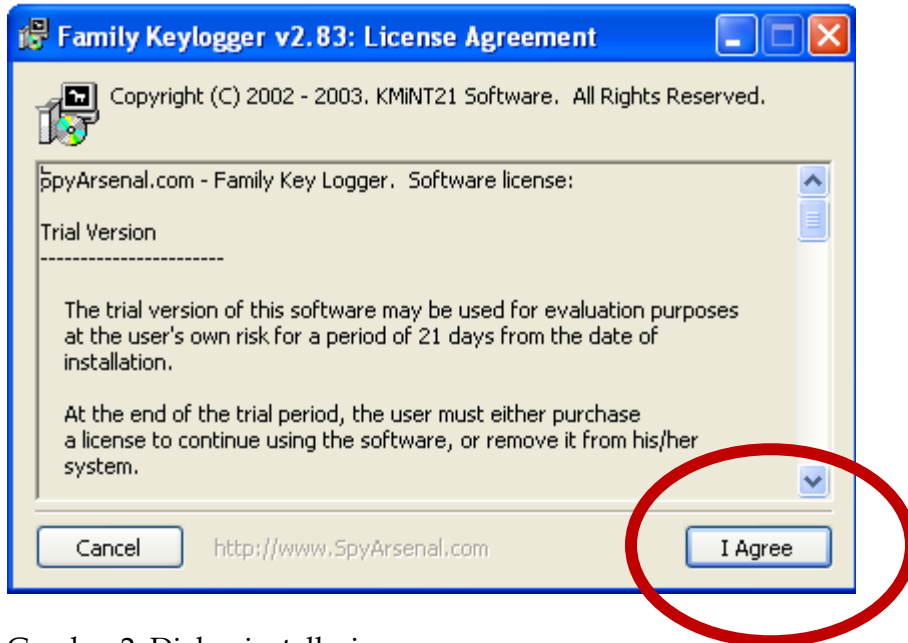 Family Keylogger v2.83: License Agreement
Copyright (C) 2002 - 2003. KMiNT21 Software. All Rights Reserved.
SpyArsenal.com - Family Key Logger. Software license:
Trial Version
-----------------------
The trial version of this software may be used for evaluation purposes
at the user's own risk for a period of 21 days from the date of
installation.
At the end of the trial period, the user must either purchase
a license to continue using the software, or remove it from his/her
system.
Cancel
http://www.SpyArsenal.com
I Agree